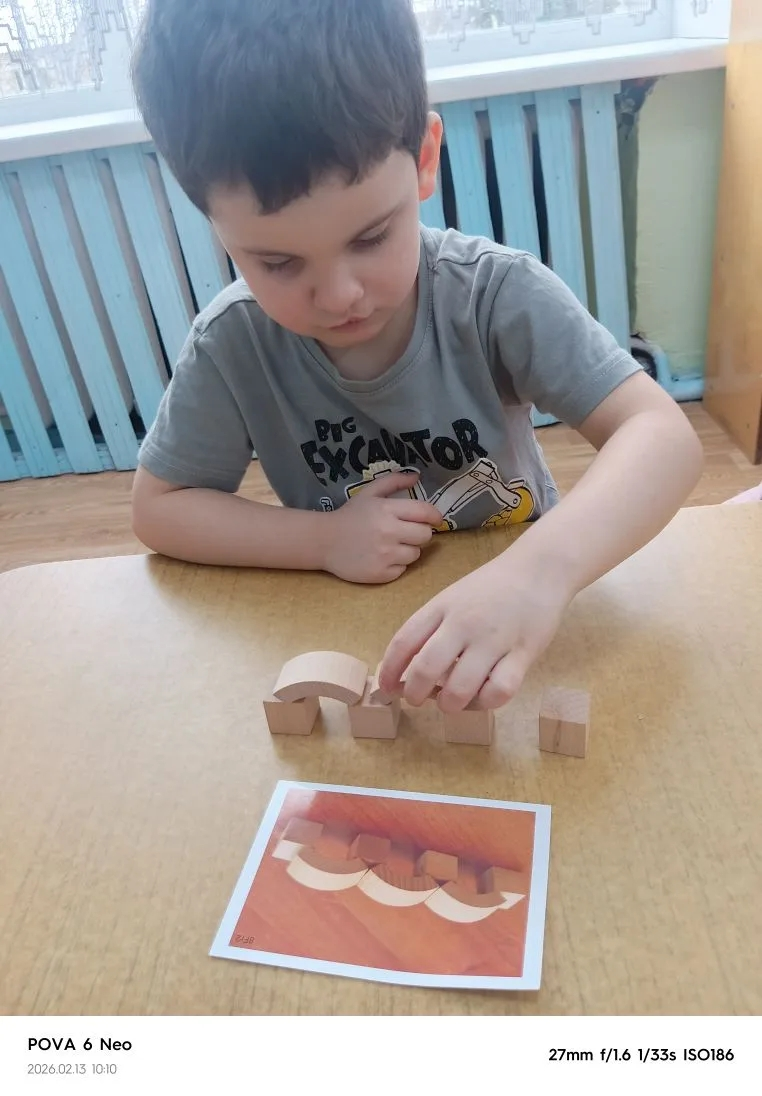 BIG
EXCAVATOR
POVA 6 Neo
2026.02.13 10:10
27mm f/1.6 1/33s ISO186